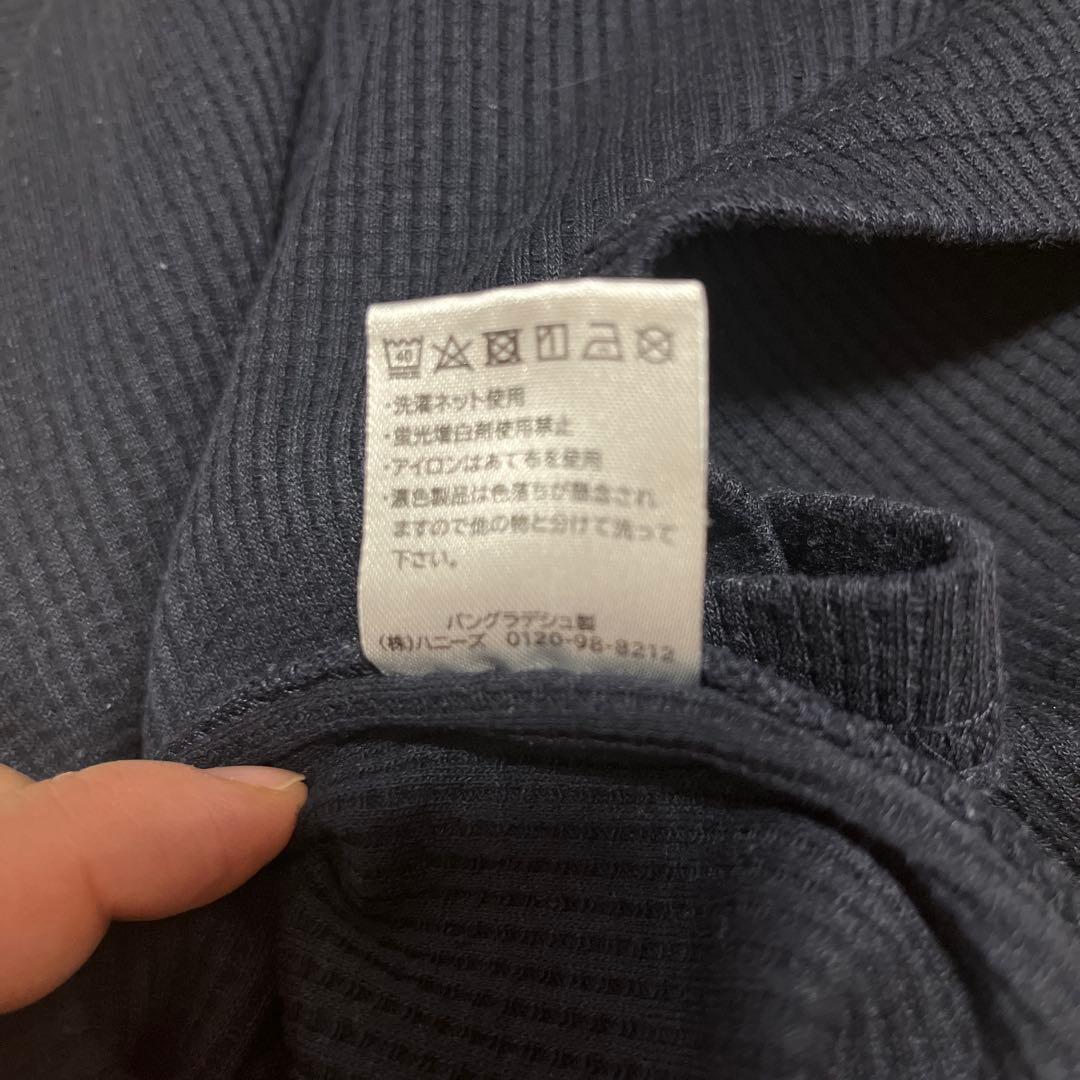 40
・洗濯ネット使用
・蛍光増白剤使用禁止
・アイロンはあて布を使用
・濃色製品は色落ちが懸念され
ますので他の物と分けて洗って
下さい。
バングラデシュ製
(株)ハニーズ 0120-98-8212